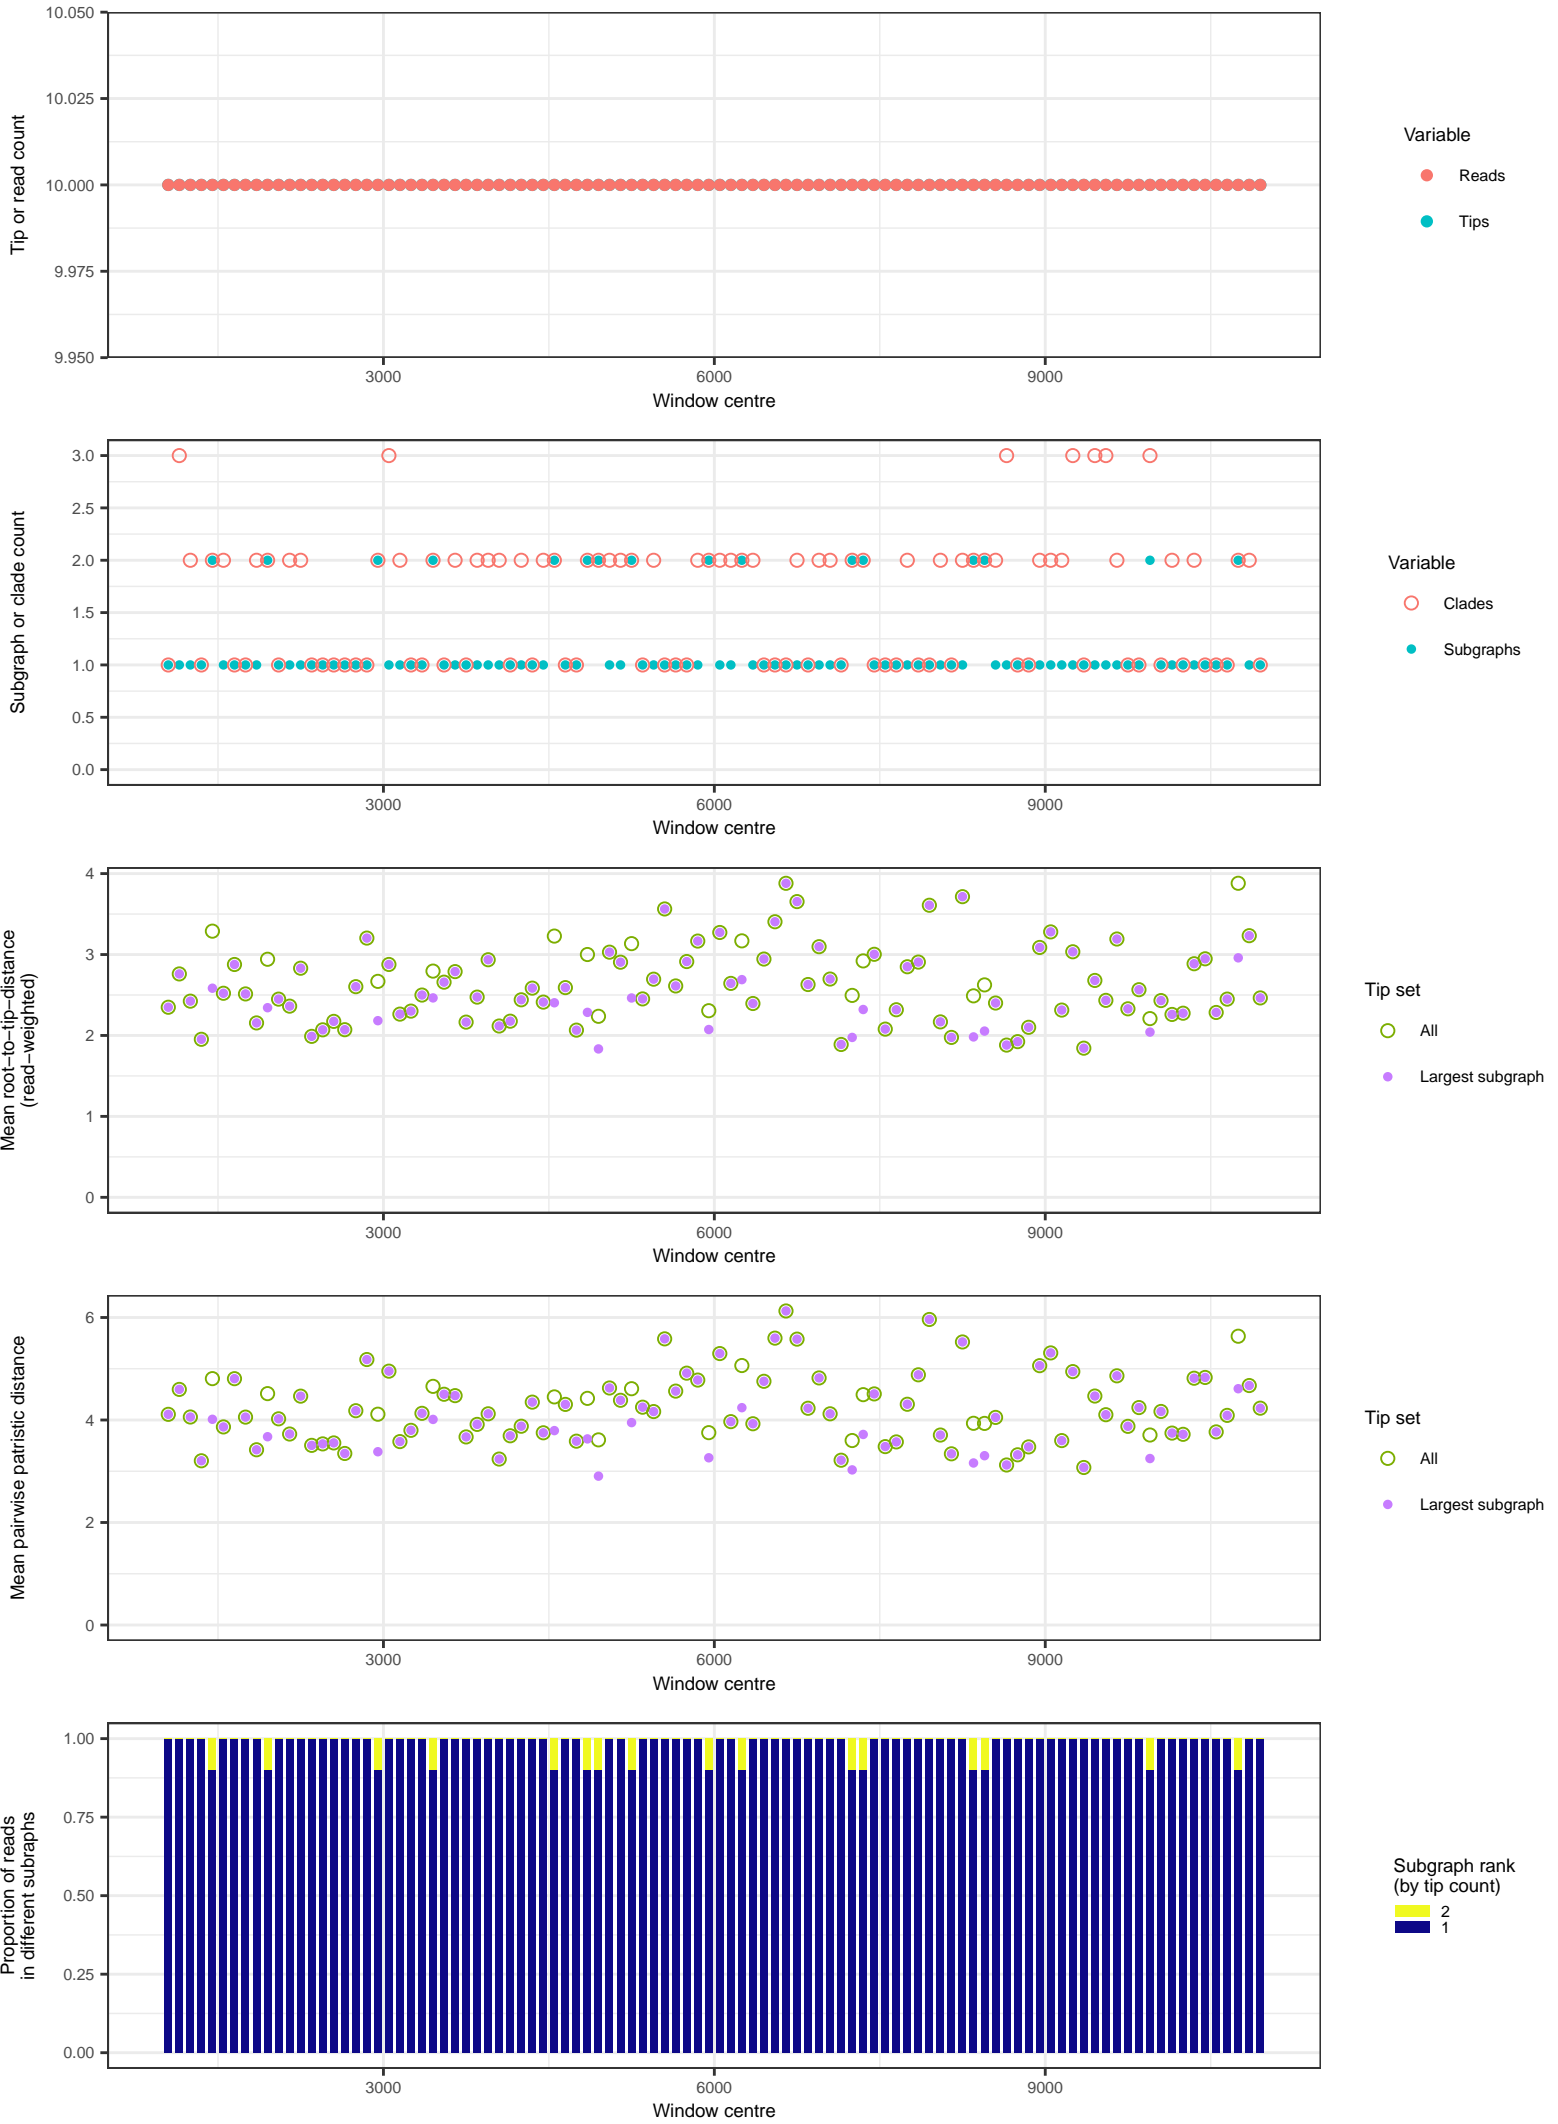 10.050
10.025
10.000
9.975
9.950
Tip or read count
3000 6000 9000
Window centre
Variable
Reads
Tips
3.0
2.5
2.0
1.5
1.0
0.5
0.0
Subgraph or clade count
3000 6000 9000
Window centre
Variable
Clades
Subgraphs
4
3
2
1
0
Mean root−to−tip−distance
(read−weighted)
3000 6000 9000
Window centre
Tip set
All
Largest subgraph
6
4
2
0
Mean pairwise patristic distance
3000 6000 9000
Window centre
Tip set
All
Largest subgraph
1.00
0.75
0.50
0.25
0.00
Proportion of reads
in different subraphs
3000 6000 9000
Window centre
Subgraph rank
(by tip count)
2
1